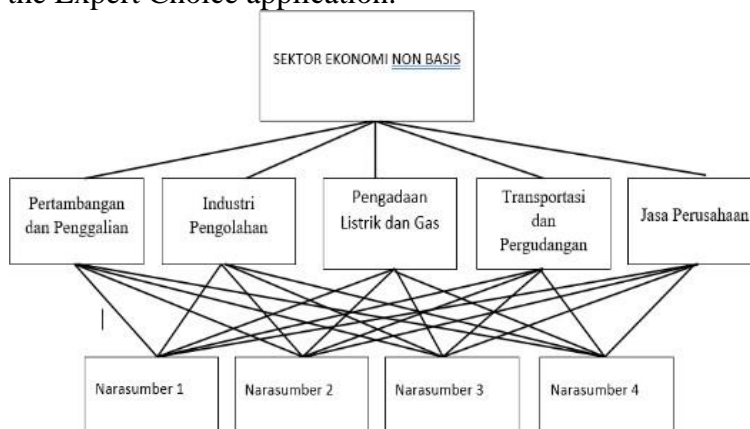 the Expert Choice application.
SEKTOR EKONOMI NON BASIS
Pertambangan
dan Penggalian
Industri
Pengolahan
Pengadaan
Listrik dan Gas
Transportasi
dan
Pergudangan
Jasa Perusahaan
Narasumber 1
Narasumber 2
Narasumber 3
Narasumber 4